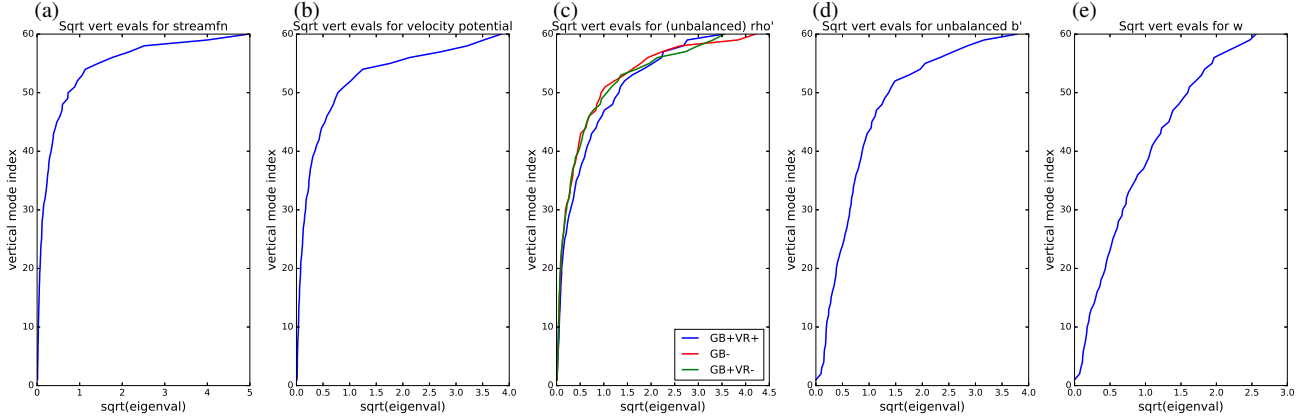 (a)
Sqrt vert evals for streamfn
vertical mode index
60
50
40
30
20
10
0
0 1 2 3 4 5
sqrt(eigenval)
(b)
Sqrt vert evals for velocity potential
vertical mode index
60
50
40
30
20
10
0
0.0 0.5 1.0 1.5 2.0 2.5 3.0 3.5 4.0
sqrt(eigenval)
(c)
Sqrt vert evals for (unbalanced) rho'
vertical mode index
60
50
40
30
20
10
0
GB+VR+
GB-
GB+VR-
0.0 0.5 1.0 1.5 2.0 2.5 3.0 3.5 4.0 4.5
sqrt(eigenval)
(d)
Sqrt vert evals for unbalanced b'
vertical mode index
60
50
40
30
20
10
0
0.0 0.5 1.0 1.5 2.0 2.5 3.0 3.5 4.0
sqrt(eigenval)
(e)
Sqrt vert evals for w
vertical mode index
60
50
40
30
20
10
0
0.0 0.5 1.0 1.5 2.0 2.5 3.0
sqrt(eigenval)